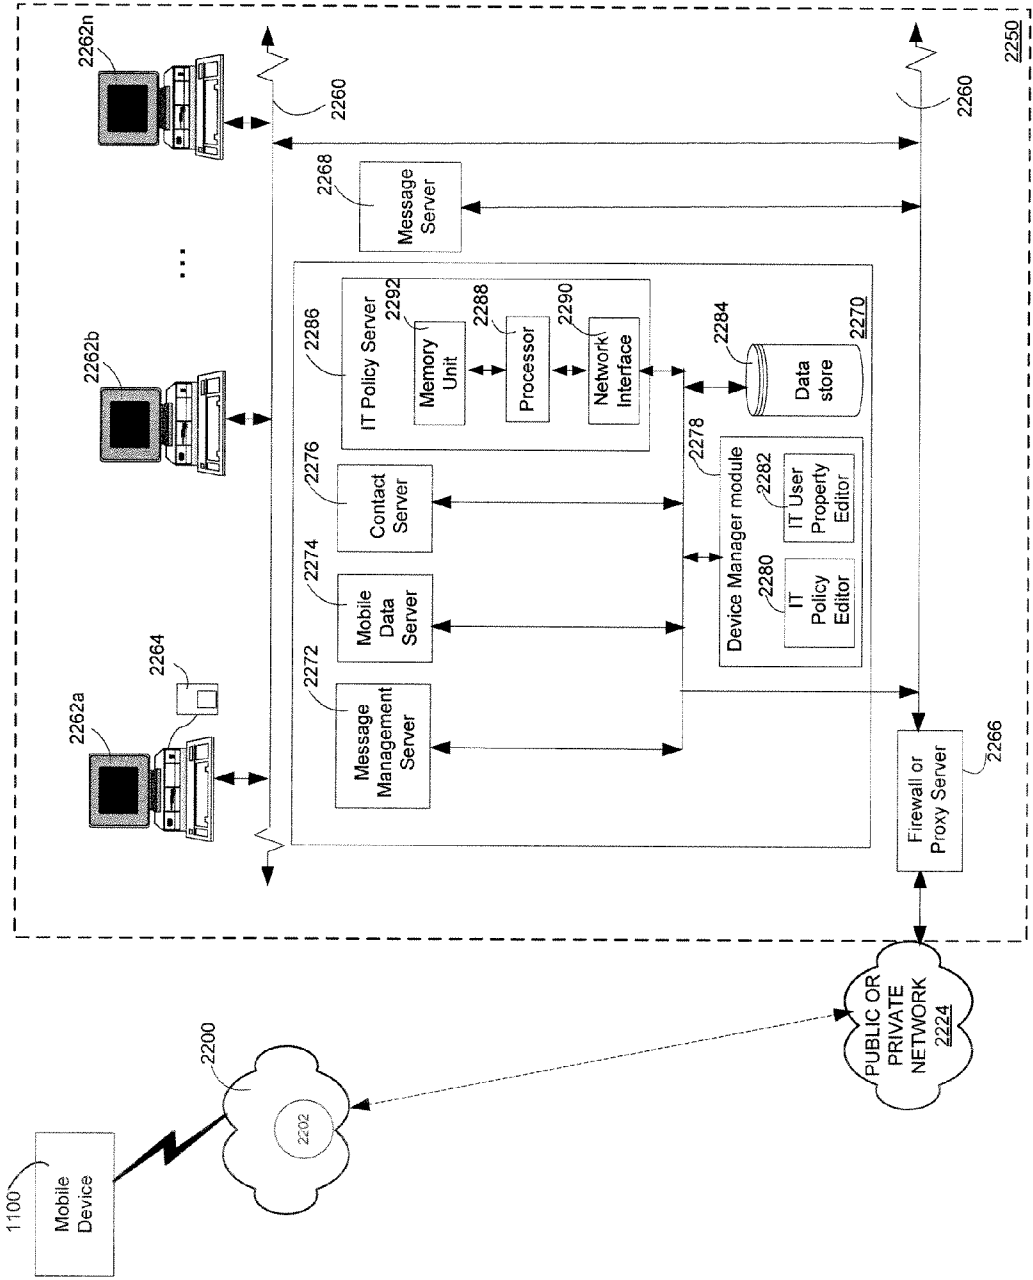 1100
Mobile
Device
2200
2202
PUBLIC OR
PRIVATE
NETWORK
2224
2250
2262a
2264
2262b
...
2262n
2260
2268
Message
Server
2260
2272
Message
Management
Server
2274
Mobile
Data
Server
2276
Contact
Server
2286
IT Policy Server
2292
Memory
Unit
2288
Processor
2290
Network
Interface
2278
Device Manager module
2280
IT
Policy
Editor
2282
IT User
Property
Editor
2284
Data
store
2270
Firewall or
Proxy Server
2266